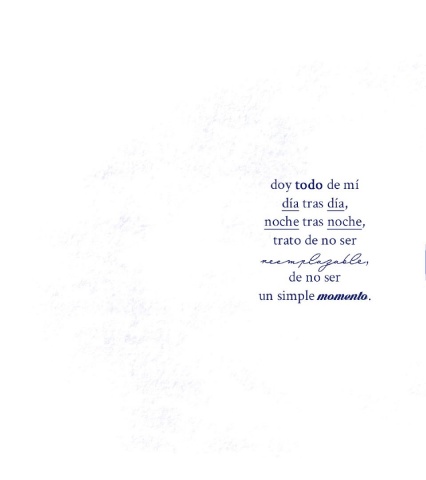 doy todo de mí
día tras día,
noche tras noche,
trato de no ser
reemplazable,
de no ser
un simple momento.